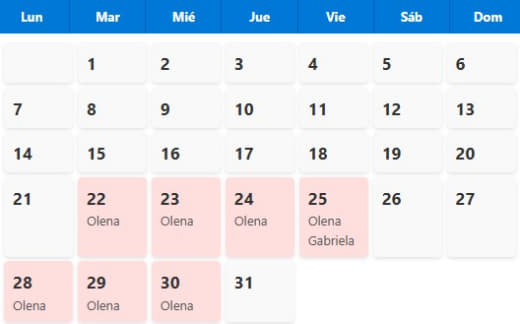 Lun Mar Mié Jue Vie Sáb Dom
1 2 3 4 5 6
7 8 9 10 11 12 13
14 15 16 17 18 19 20
21 22 23 24 25 26 27
Olena Olena Olena Olena
Gabriela
28 29 30 31
Olena Olena Olena